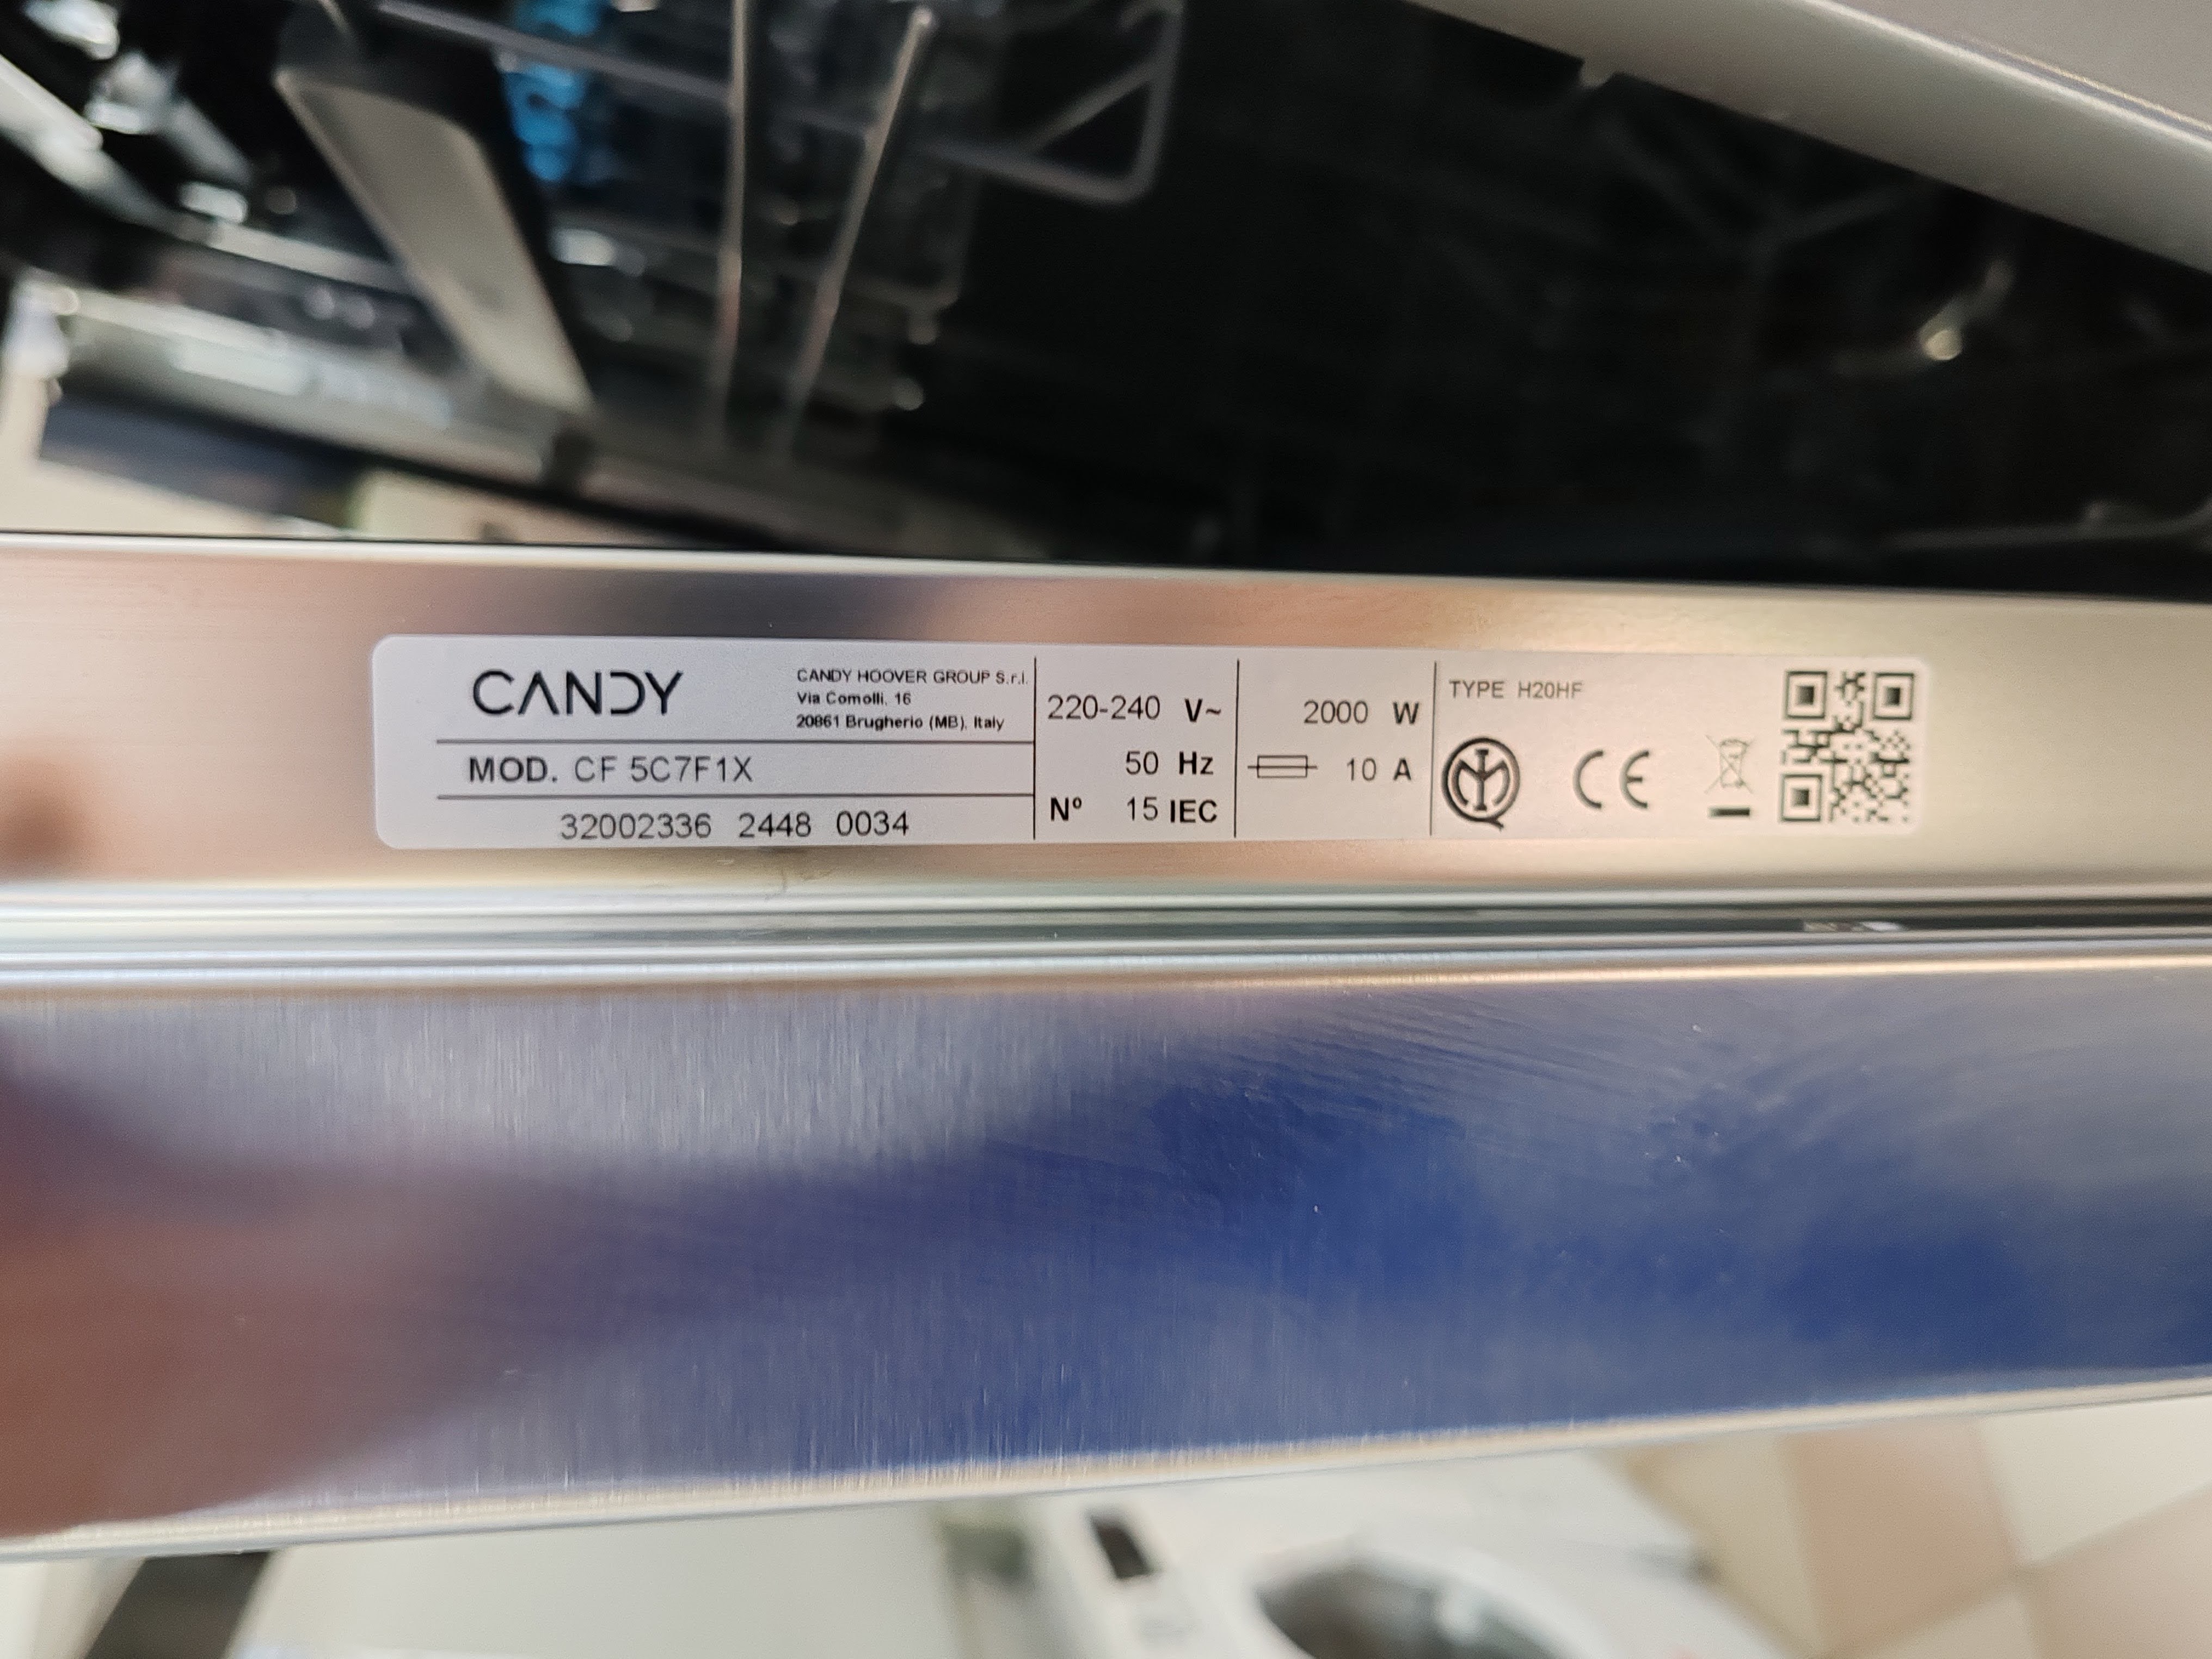 CANDY
CANDY HOOVER GROUP S.r.l.
Via Comolli, 16
20861 Brugherio (MB), Italy
MOD. CF 5C7F1X
32002336 2448 0034
220-240 V~
50 Hz
Nº 15 IEC
2000 W
10 A
TYPE H20HF
CE